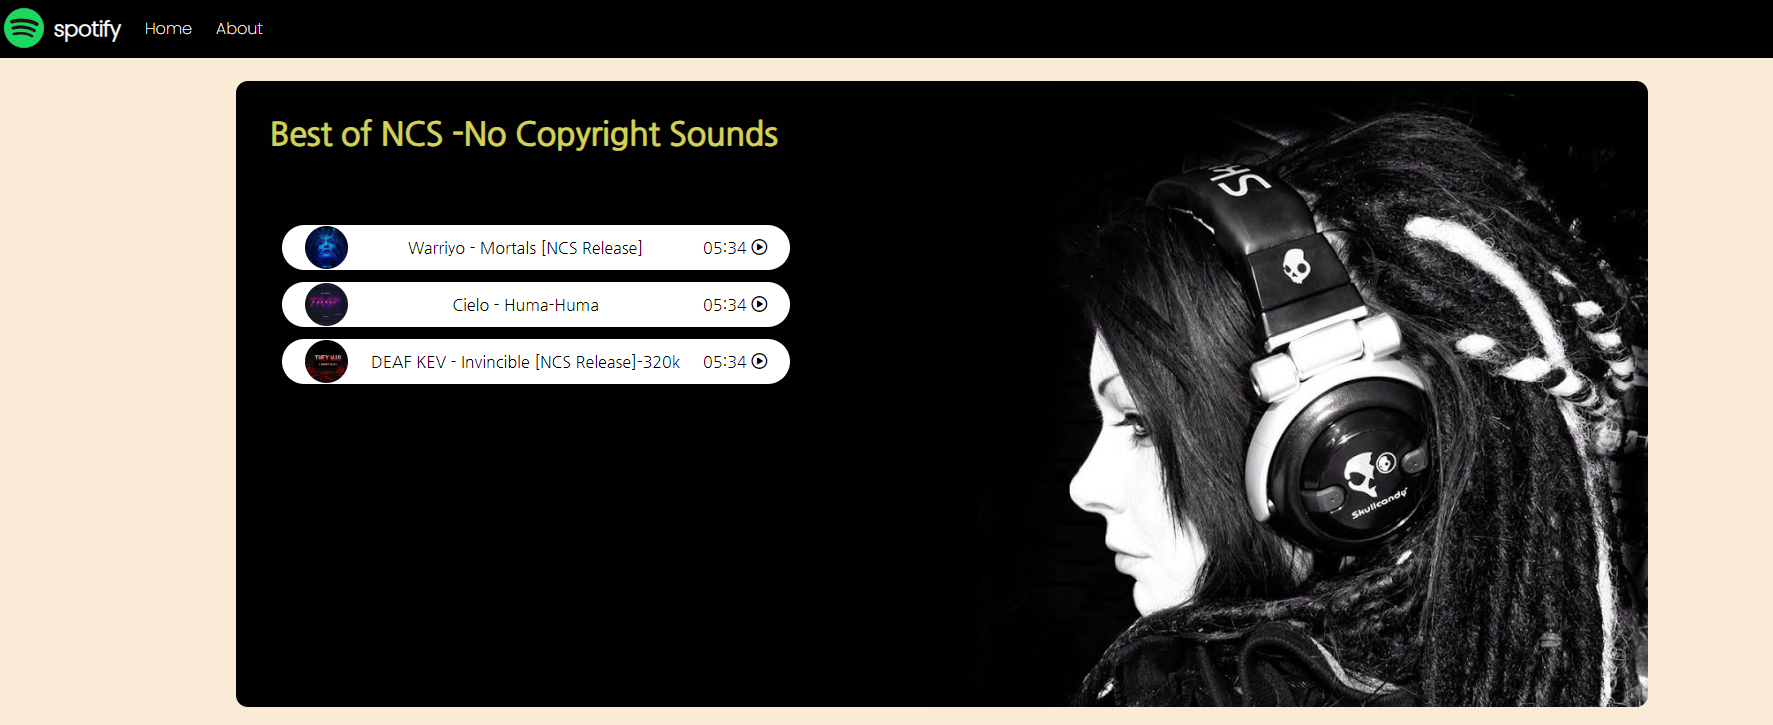 spotify Home About
Best of NCS -No Copyright Sounds
Warriyo - Mortals [NCS Release] 05:34
Cielo - Huma-Huma 05:34
DEAF KEV - Invincible [NCS Release]-320k 05:34
Skullcandy